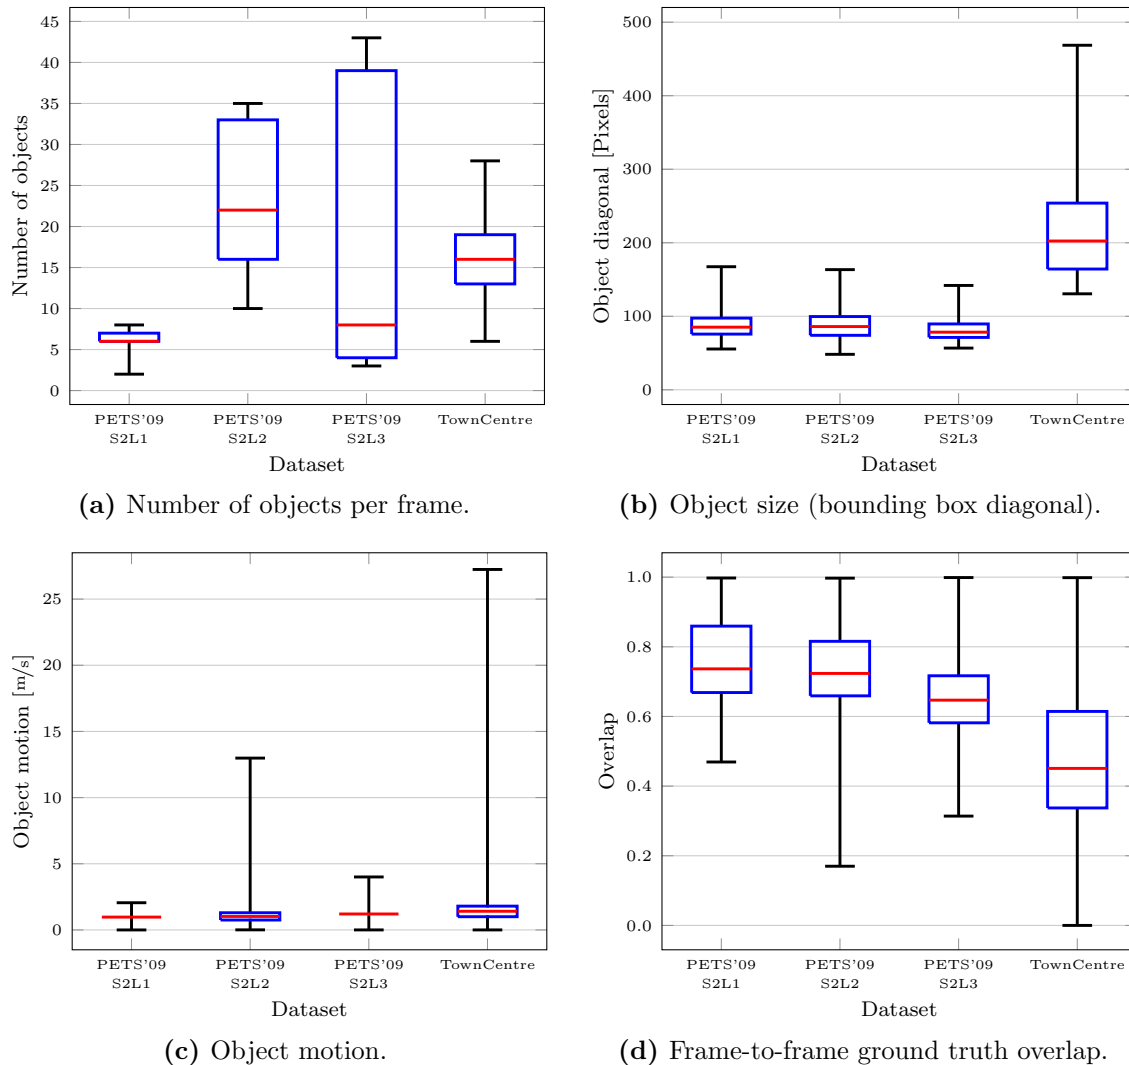 45
40
35
30
25
20
15
10
5
0
Number of objects
PETS'09 PETS'09 PETS'09 TownCentre
S2L1 S2L2 S2L3
Dataset
(a) Number of objects per frame.
500
400
300
200
100
0
Object diagonal [Pixels]
PETS'09 PETS'09 PETS'09 TownCentre
S2L1 S2L2 S2L3
Dataset
(b) Object size (bounding box diagonal).
25
20
15
10
5
0
Object motion [m/s]
PETS'09 PETS'09 PETS'09 TownCentre
S2L1 S2L2 S2L3
Dataset
(c) Object motion.
1.0
0.8
0.6
0.4
0.2
0.0
Overlap
PETS'09 PETS'09 PETS'09 TownCentre
S2L1 S2L2 S2L3
Dataset
(d) Frame-to-frame ground truth overlap.